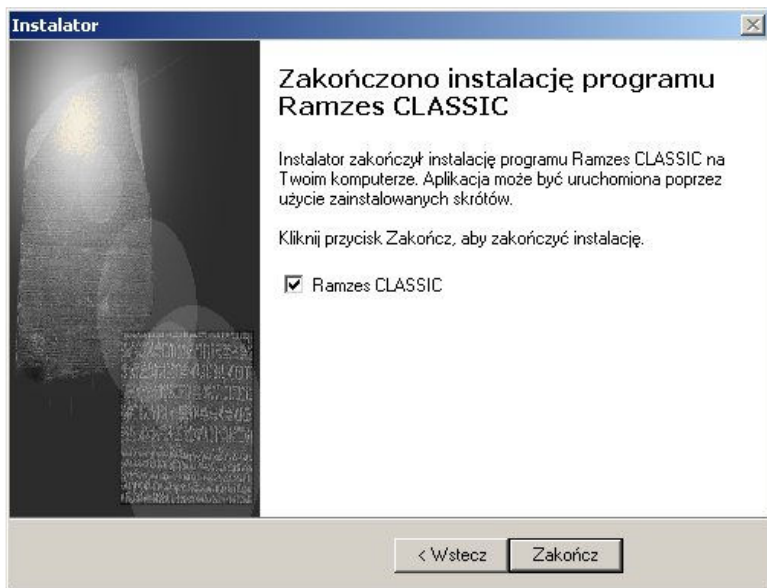 Instalator
Zakończono instalację programu
Ramzes CLASSIC
Instalator zakończył instalację programu Ramzes CLASSIC na
Twoim komputerze. Aplikacja może być uruchomiona poprzez
użycie zainstalowanych skrótów.
Kliknij przycisk Zakończ, aby zakończyć instalację.
Ramzes CLASSIC
< Wstecz
Zakończ